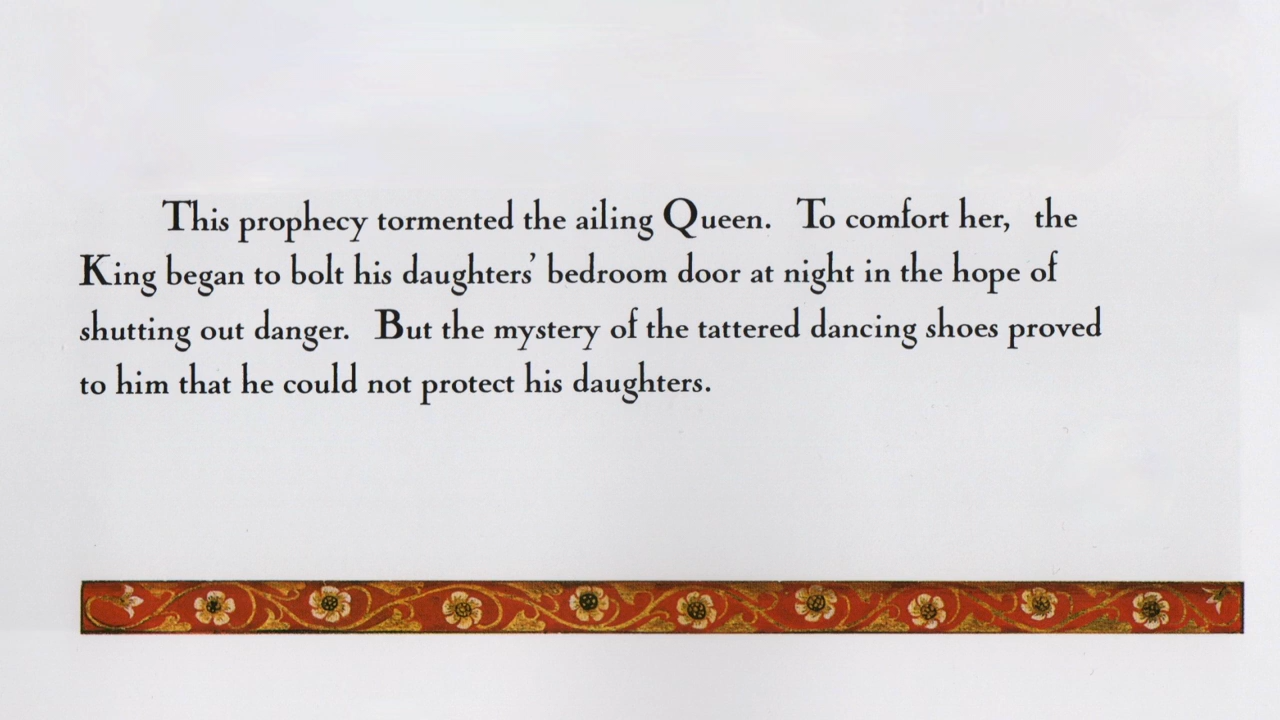 This prophecy tormented the ailing Queen. To comfort her, the
King began to bolt his daughters’ bedroom door at night in the hope of
shutting out danger. But the mystery of the tattered dancing shoes proved
to him that he could not protect his daughters.